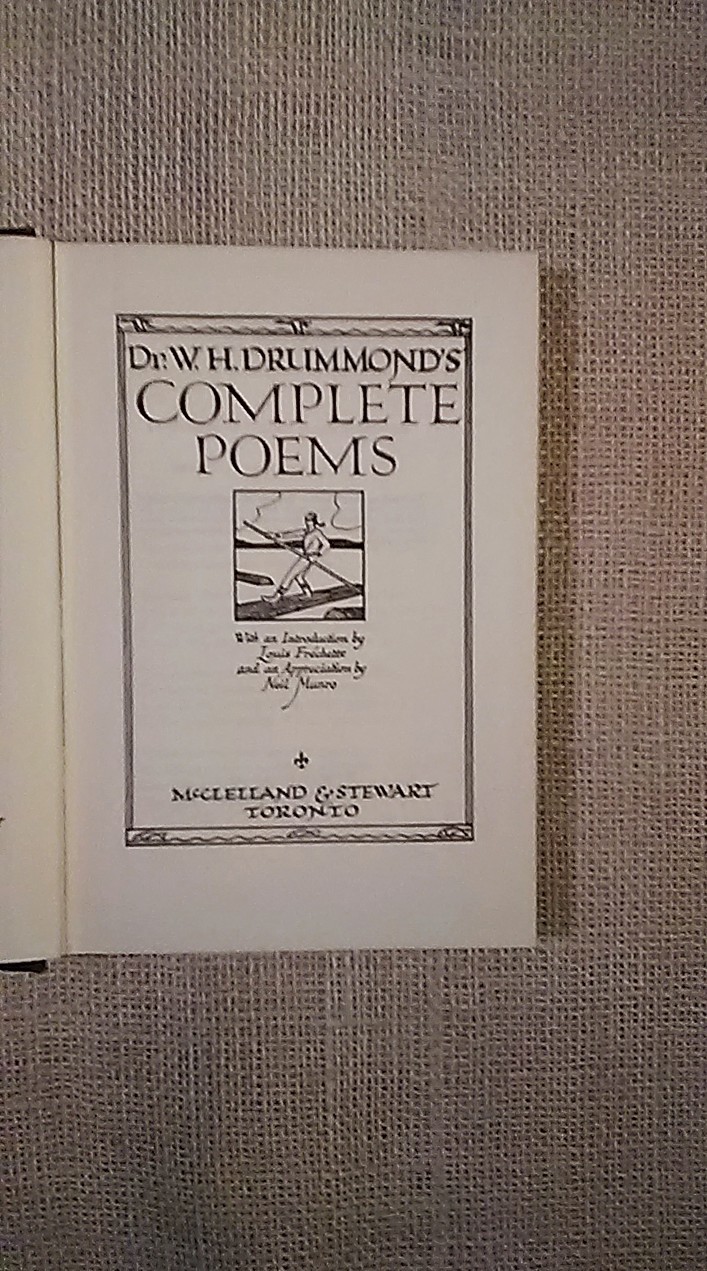 Dr. W. H. DRUMMOND'S
COMPLETE
POEMS
With an Introduction by
Louis Fréchette
and an Appreciation by
Neil Munro
McCLELLAND & STEWART
TORONTO